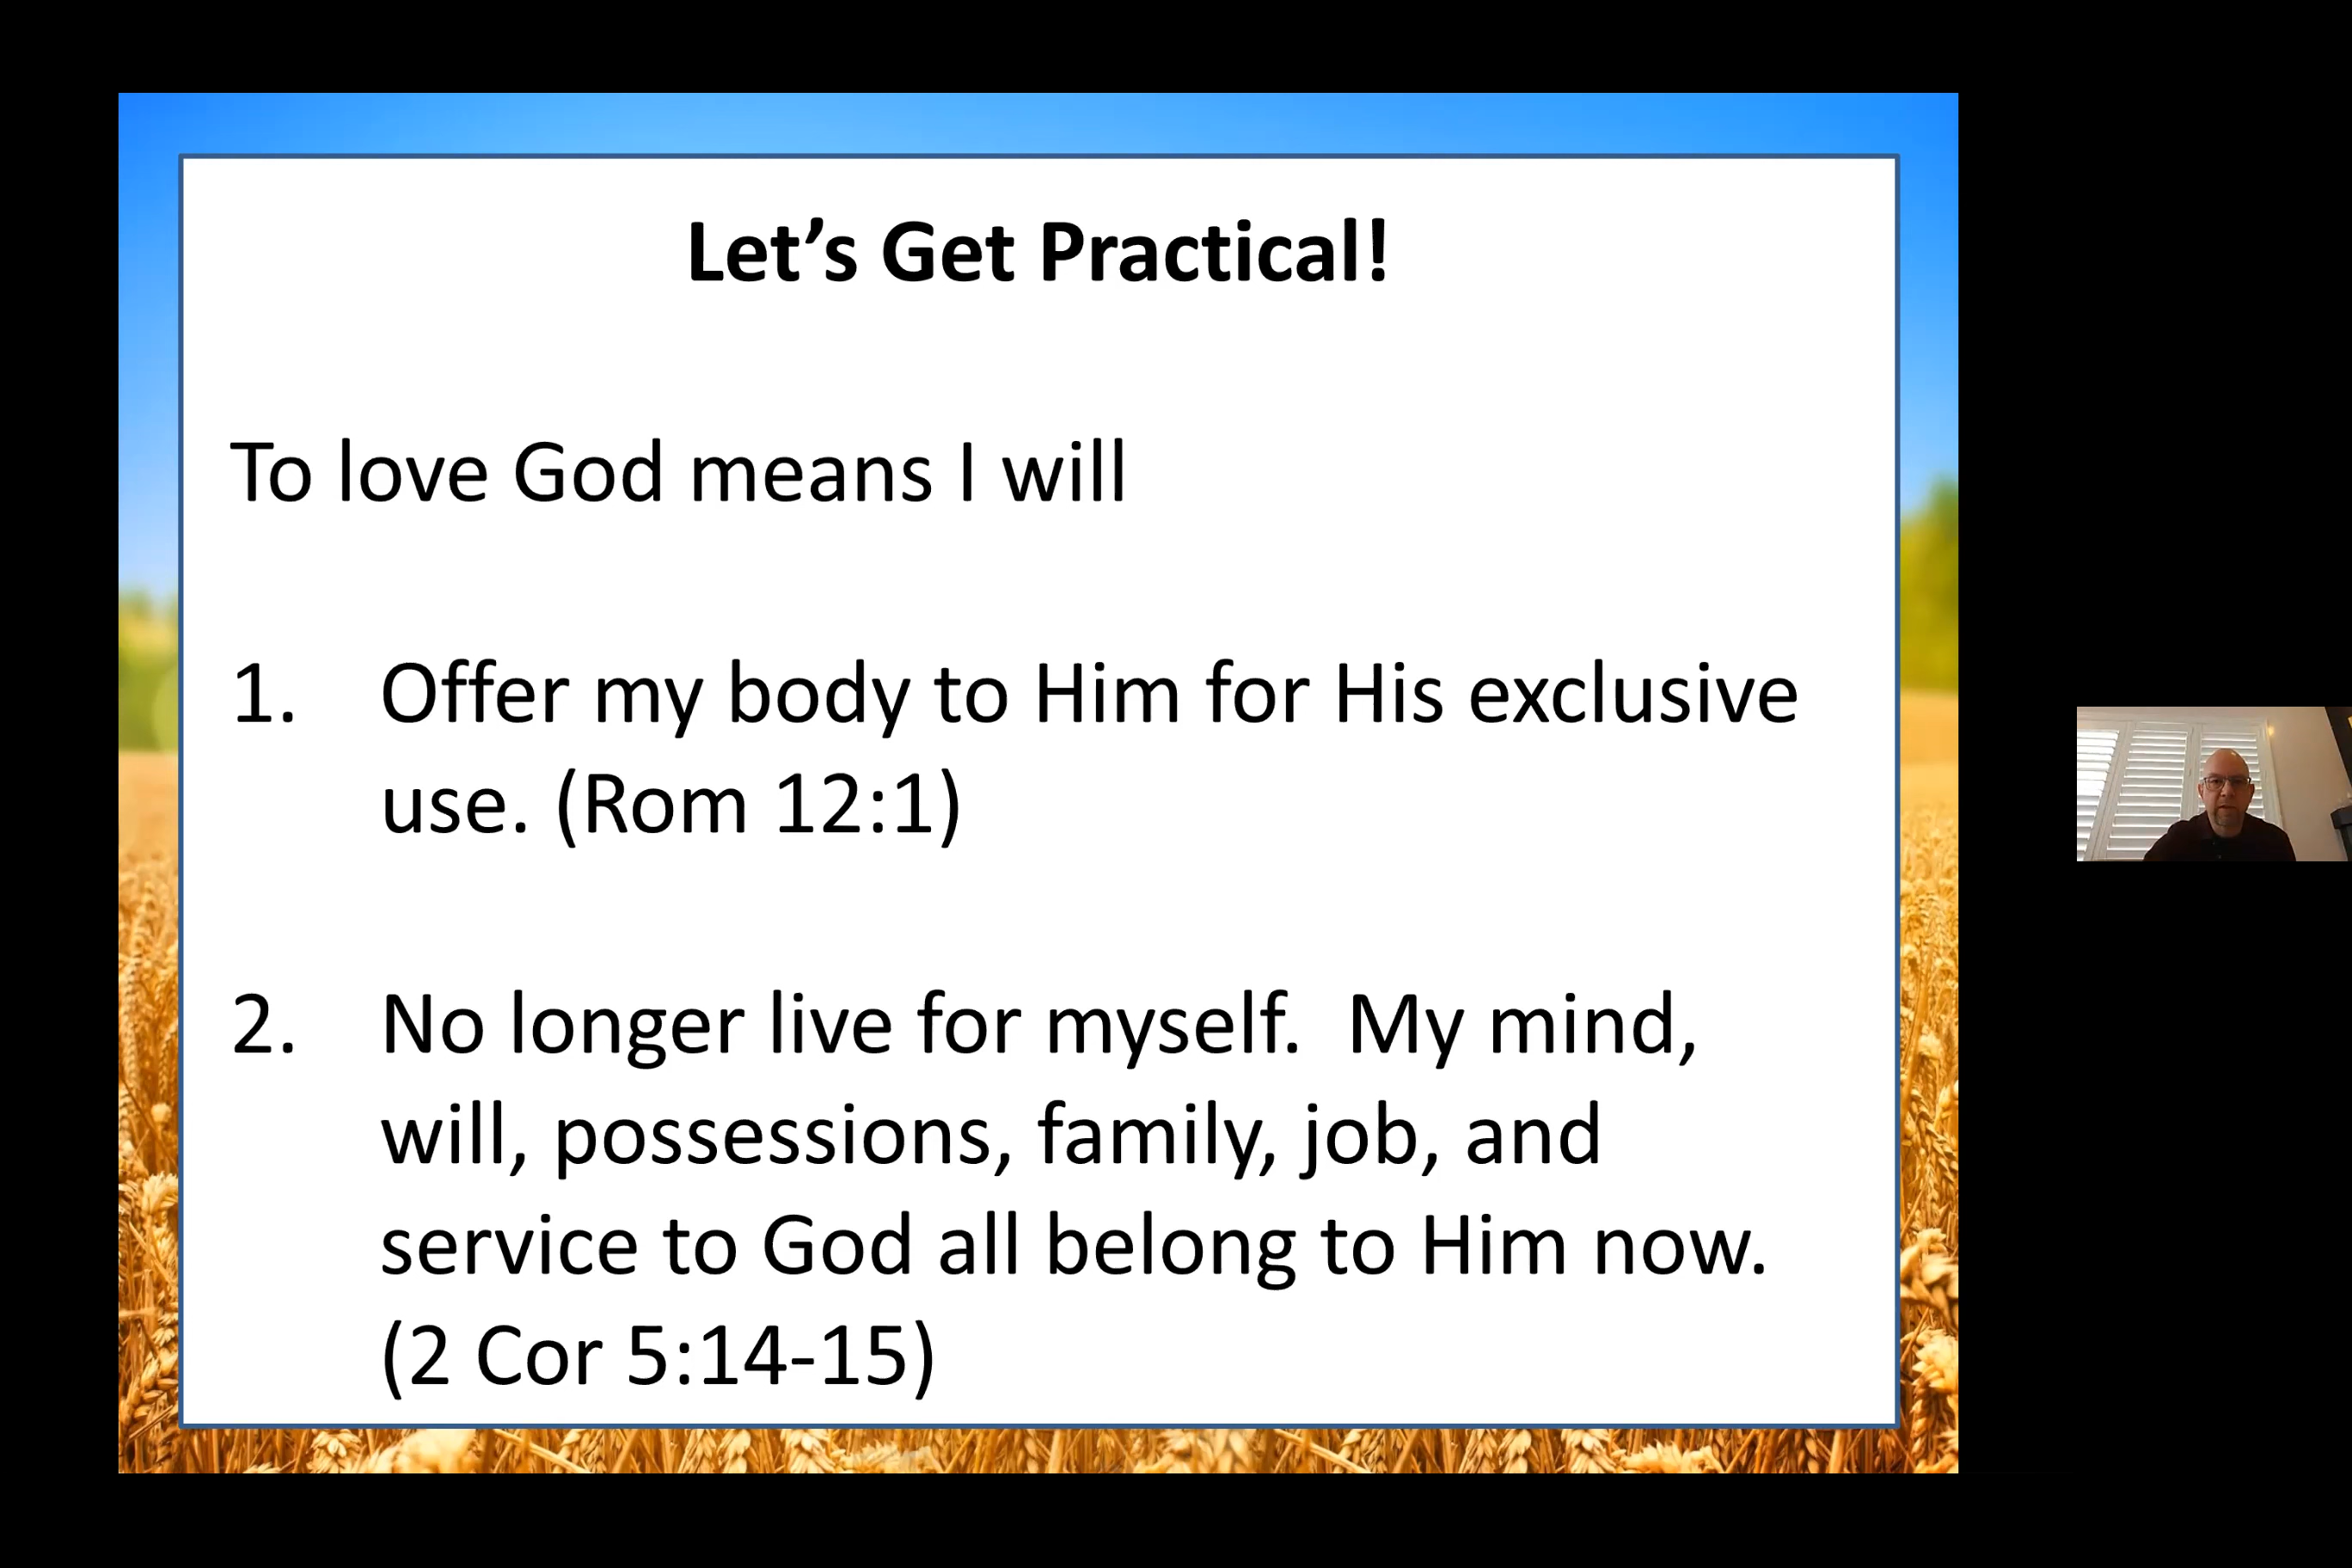 Let’s Get Practical!
To love God means I will
1. Offer my body to Him for His exclusive
use. (Rom 12:1)
2. No longer live for myself.  My mind,
will, possessions, family, job, and
service to God all belong to Him now.
(2 Cor 5:14-15)